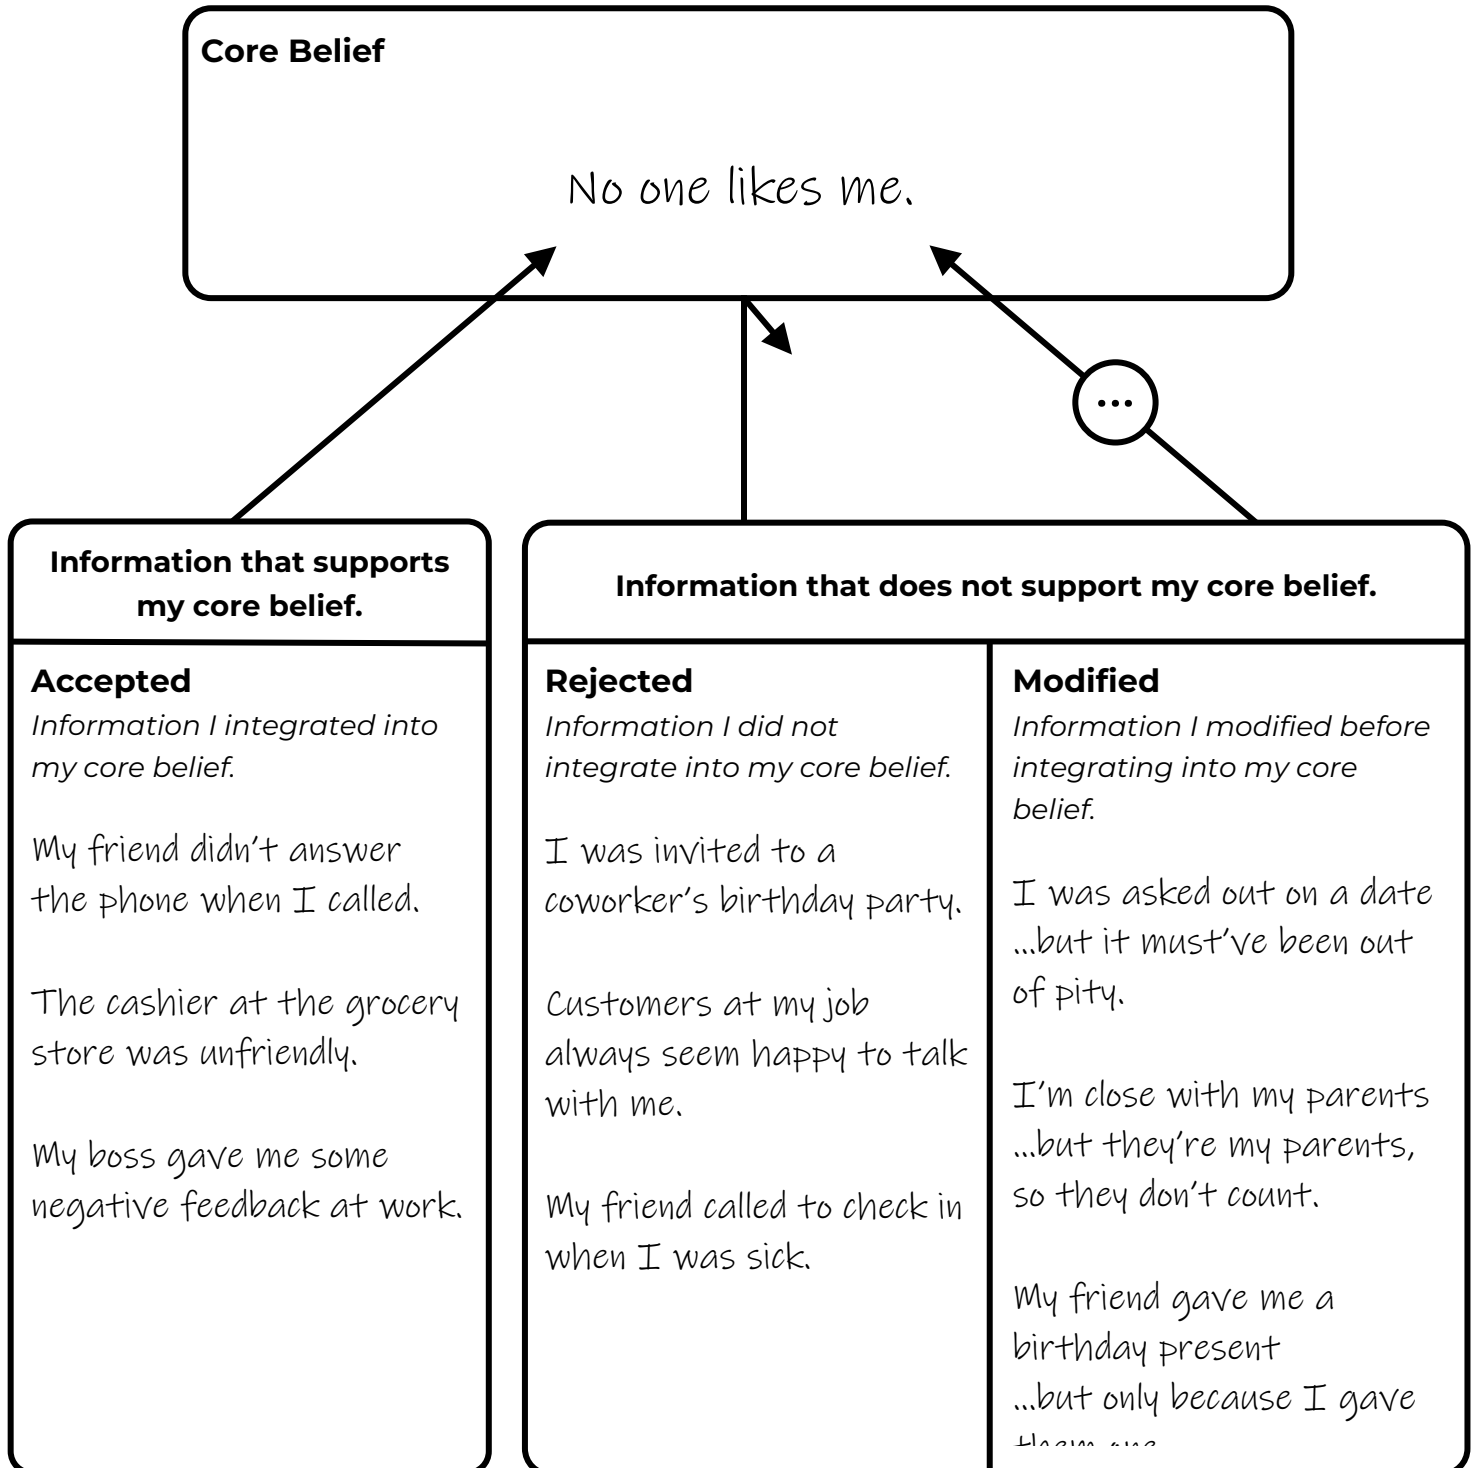 Core Belief
No one likes me.
...
Information that supports
my core belief.
Accepted
Information I integrated into
my core belief.
My friend didn't answer
the phone when I called.
The cashier at the grocery
store was unfriendly.
My boss gave me some
negative feedback at work.
Information that does not support my core belief.
Rejected
Information I did not
integrate into my core belief.
I was invited to a
coworker's birthday party.
Customers at my job
always seem happy to talk
with me.
My friend called to check in
when I was sick.
Modified
Information I modified before
integrating into my core
belief.
I was asked out on a date
...but it must've been out
of pity.
I'm close with my parents
...but they're my parents,
so they don't count.
My friend gave me a
birthday present
...but only because I gave
them one